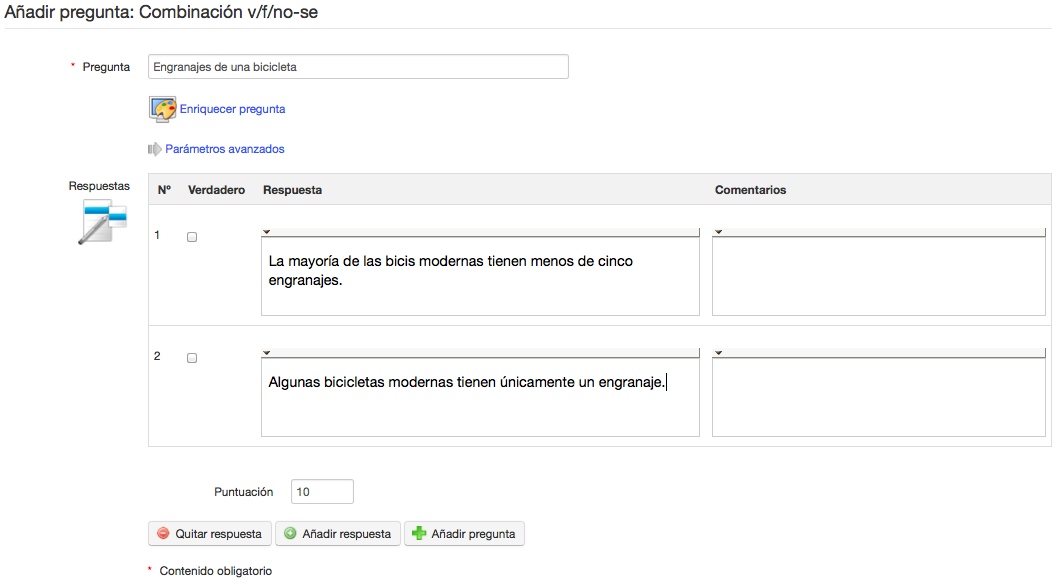 Añadir pregunta: Combinación v/f/no-se
* Pregunta
Engranajes de una bicicleta
Enriquecer pregunta
Parámetros avanzados
Respuestas
Nº Verdadero Respuesta Comentarios
1
La mayoría de las bicis modernas tienen menos de cinco
engranajes.
2
Algunas bicicletas modernas tienen únicamente un engranaje.
Puntuación 10
Quitar respuesta Añadir respuesta Añadir pregunta
* Contenido obligatorio